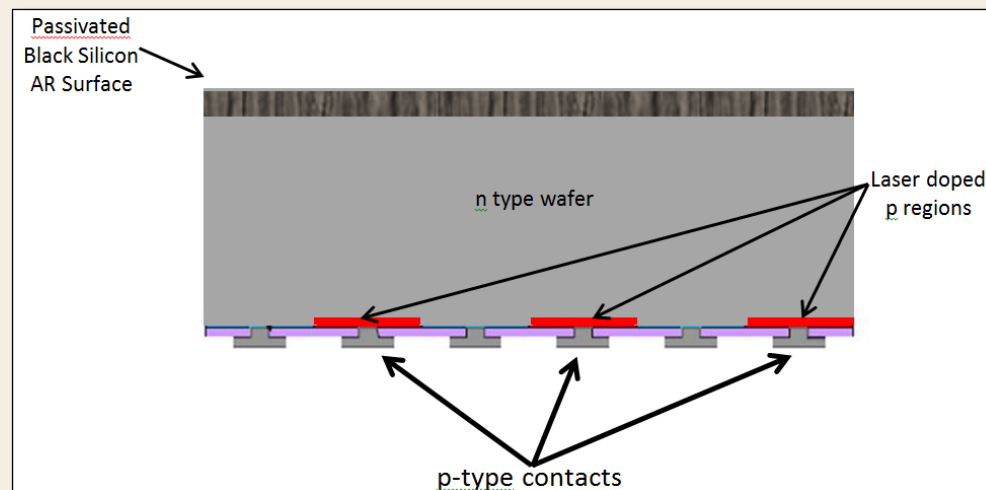 Passivated
Black Silicon
AR Surface
n type wafer
Laser doped
p regions
p-type contacts